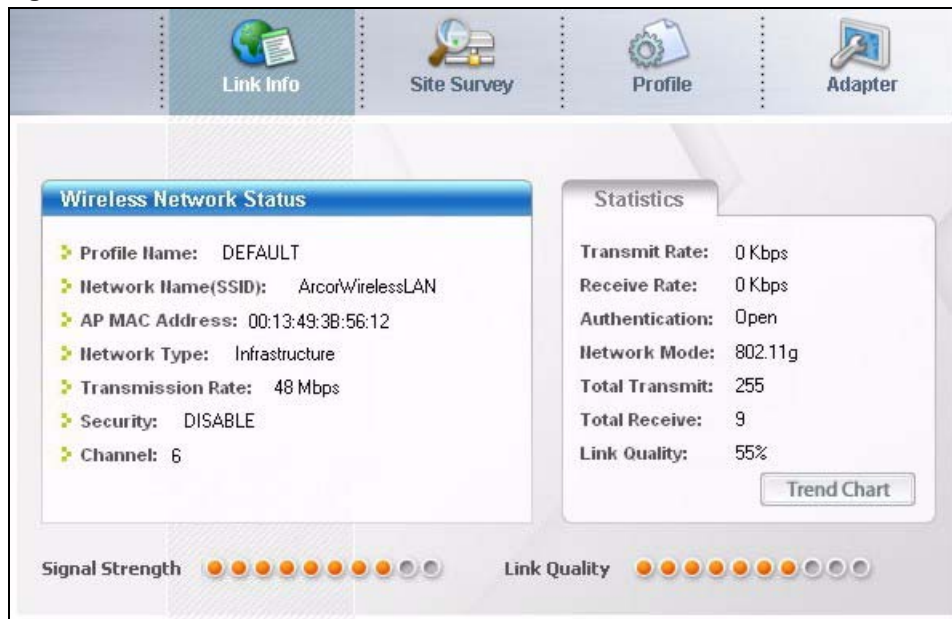 Link Info
Site Survey
Profile
Adapter
Wireless Network Status
Profile Name: DEFAULT
Network Name(SSID): ArcorWirelessLAN
AP MAC Address: 00:13:49:3B:56:12
Network Type: Infrastructure
Transmission Rate: 48 Mbps
Security: DISABLE
Channel: 6
Statistics
Transmit Rate: 0 Kbps
Receive Rate: 0 Kbps
Authentication: Open
Network Mode: 802.11g
Total Transmit: 255
Total Receive: 9
Link Quality: 55%
Trend Chart
Signal Strength
Link Quality